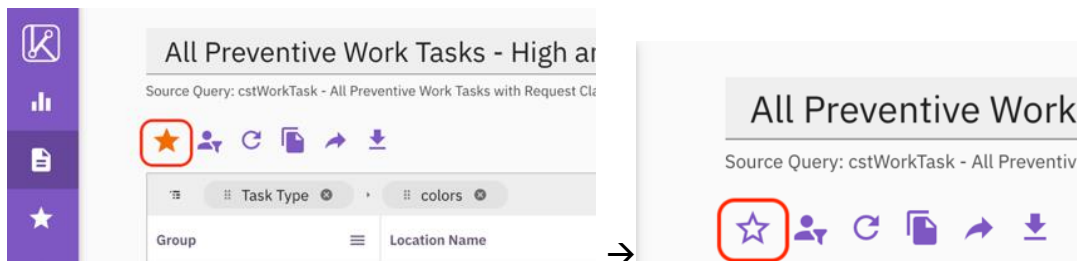 All Preventive Work Tasks - High ar
Source Query: cstWorkTask - All Preventive Work Tasks with Request Cla
Task Type
colors
Group
Location Name
→
All Preventive Work
Source Query: cstWorkTask - All Preventiv